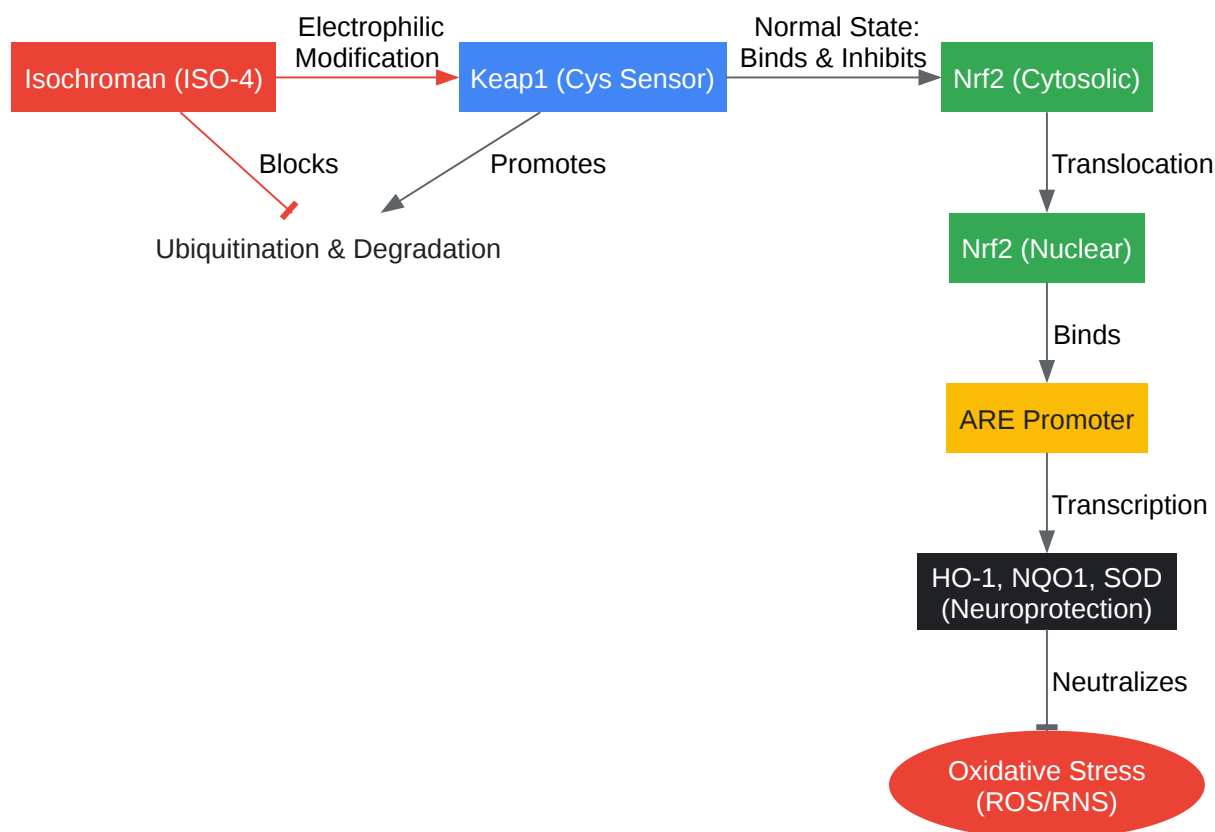 Electrophilic
Modification
Normal State:
Binds & Inhibits
Isochroman (ISO-4)
Keap1 (Cys Sensor)
Nrf2 (Cytosolic)
Blocks
Promotes
Translocation
Ubiquitination & Degradation
Nrf2 (Nuclear)
Binds
ARE Promoter
Transcription
HO-1, NQO1, SOD
(Neuroprotection)
Neutralizes
Oxidative Stress
(ROS/RNS)